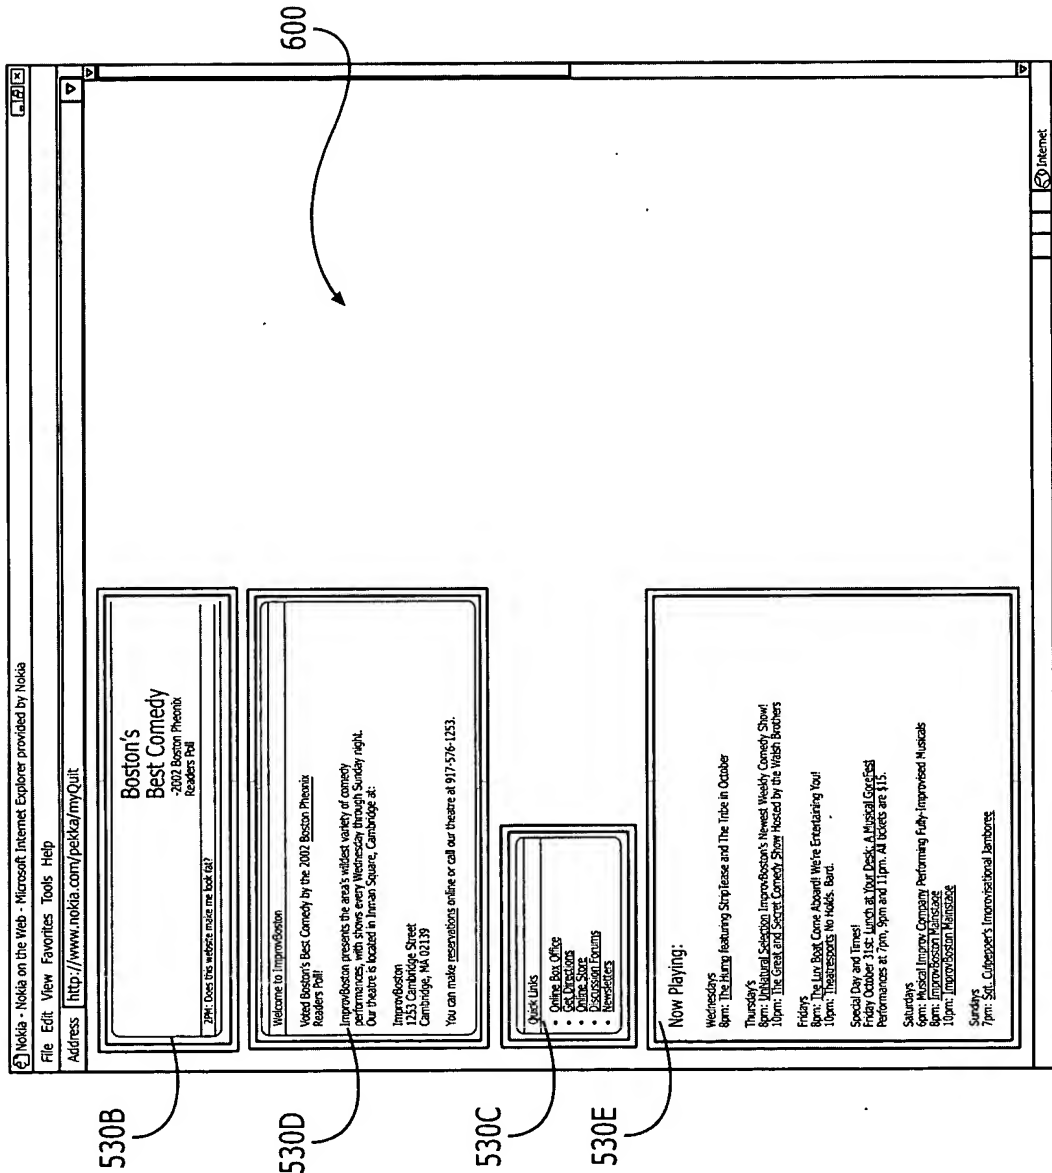 Nokia - Nokia on the Web - Microsoft Internet Explorer provided by Nokia
File Edit View Favorites Tools Help
Address http://www.nokia.com/pekka/myQuit
600
530B
Boston's
Best Comedy
-2002 Boston Pheonix
Readers Poll
2PM: Does this website make me look fat?
530D
Welcome to ImprovBoston
Voted Boston's Best Comedy by the 2002 Boston Pheonix
Readers Poll!
ImprovBoston presents the area's wildest variety of comedy
performances, with shows every Wednesday through Sunday night.
Our theatre is located in Inman Square, Cambridge at:
ImprovBoston
1253 Cambridge Street
Cambridge, MA 02139
You can make reservations online or call our theatre at 917-576-1253.
530C
Quick Links
• Online Box Office
• Get Directions
• Online Store
• Discussion Forums
• Newsletters
530E
Now Playing:
Wednesdays
8pm: The Hump featuring Striptease and The Tribe in October
Thursday's
8pm: UnNatural Selection ImprovBoston's Newest Weekly Comedy Show!
10pm: The Great and Secret Comedy Show Hosted by the Walsh Brothers
Fridays
8pm: The Luv Boat Come Aboard! We're Entertaining You!
10pm: Theatresports No Holds. Bard.
Special Day and Times!
Friday October 31st: Lunch at Your Desk: A Musical GoreFest
Performances at 7pm, 9pm and 11pm. All tickets are $15.
Saturdays
6pm: Musical Improv Company Performing Fully-Improvised Musicals
8pm: ImprovBoston Mainstage
10pm: ImprovBoston Mainstage
Sundays
7pm: Sgt. Culpepper's Improvisational Jamboree
Internet